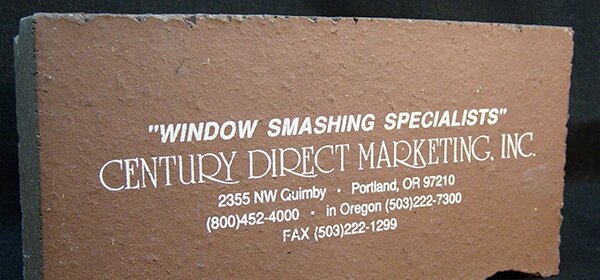 "WINDOW SMASHING SPECIALISTS"
CENTURY DIRECT MARKETING, INC.
2355 NW Quimby • Portland, OR 97210
(800)452-4000 • in Oregon (503)222-7300
FAX (503)222-1299